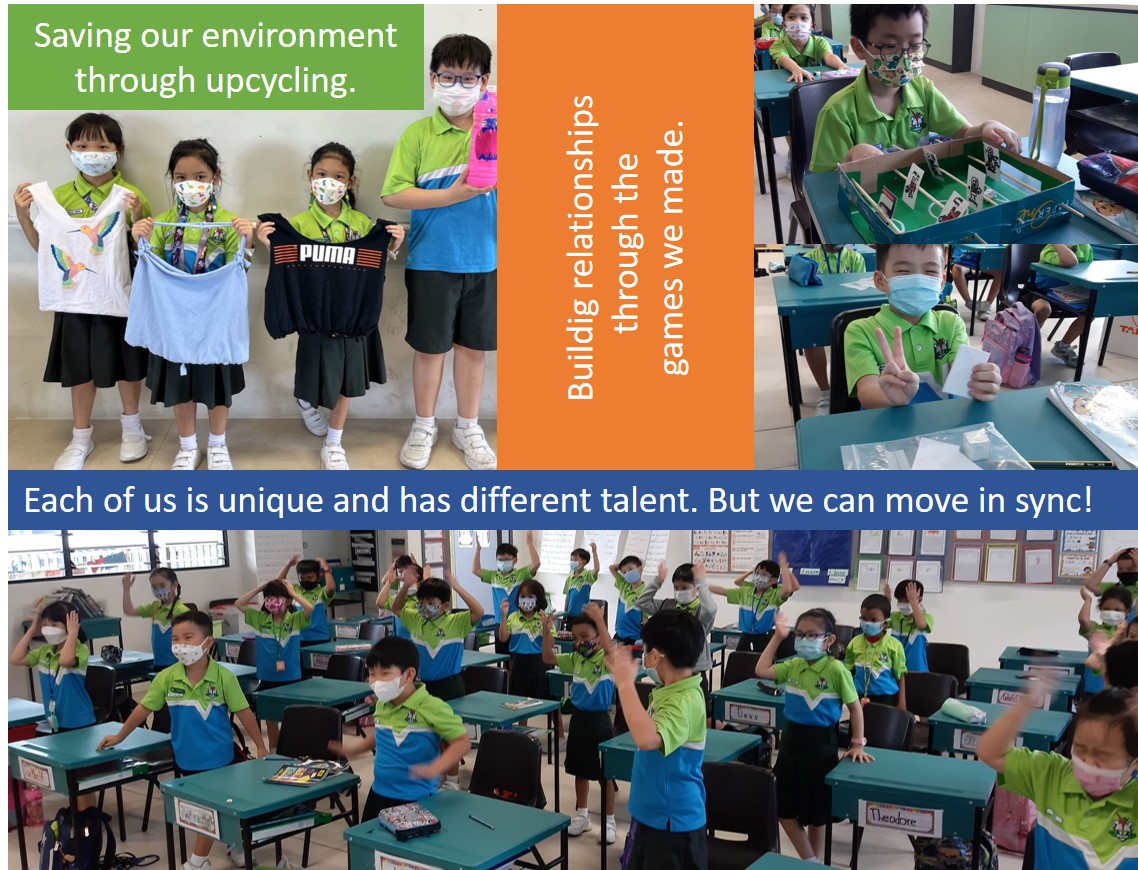 Saving our environment
through upcycling.
PUMA
Buildig relationships
through the
games we made.
Each of us is unique and has different talent. But we can move in sync!
Theodore